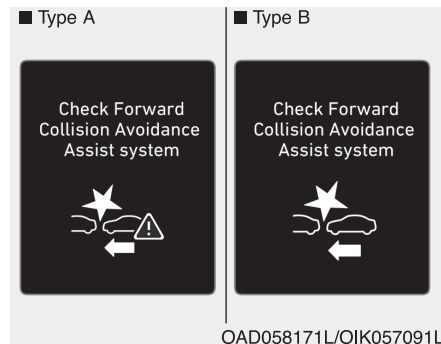 ■ Type A
■ Type B
Check Forward
Collision Avoidance
Assist system
Check Forward
Collision Avoidance
Assist system
OAD058171L/OIK057091L